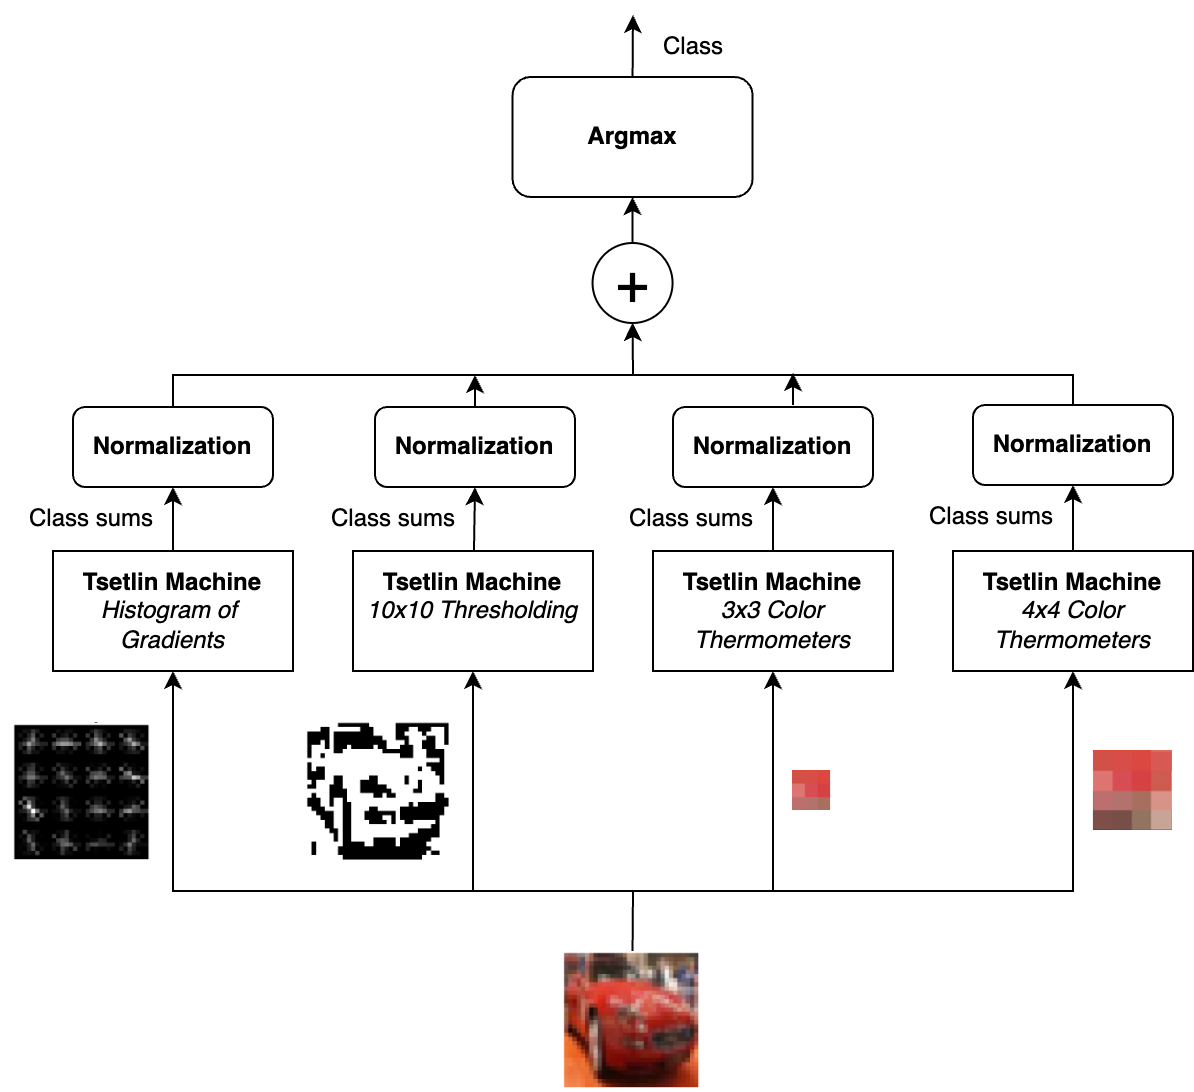 Class
Argmax
+
Normalization
Normalization
Normalization
Normalization
Class sums
Class sums
Class sums
Class sums
Tsetlin Machine
Histogram of
Gradients
Tsetlin Machine
10x10 Thresholding
Tsetlin Machine
3x3 Color
Thermometers
Tsetlin Machine
4x4 Color
Thermometers